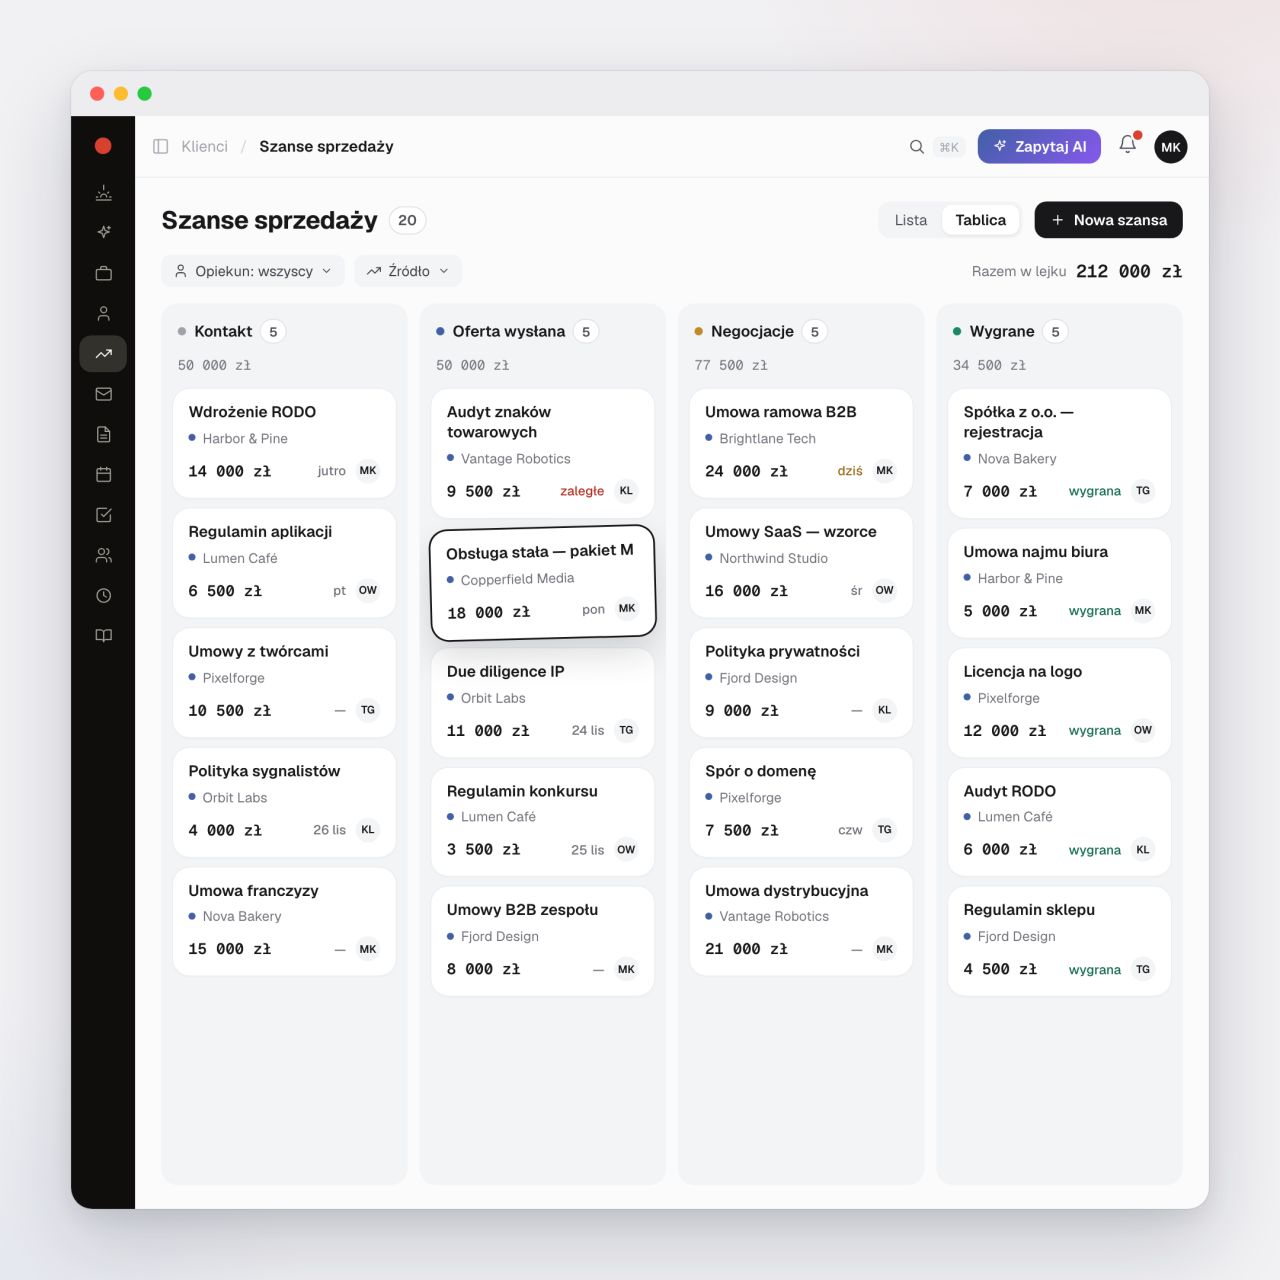 Klienci / Szanse sprzedaży
⌘K
Zapytaj AI
MK
Szanse sprzedaży 20
Lista
Tablica
+ Nowa szansa
Opiekun: wszyscy
Źródło
Razem w lejku 212 000 zł
Kontakt 5
50 000 zł
Wdrożenie RODO
Harbor & Pine
14 000 zł jutro MK
Regulamin aplikacji
Lumen Café
6 500 zł pt OW
Umowy z twórcami
Pixelforge
10 500 zł — TG
Polityka sygnalistów
Orbit Labs
4 000 zł 26 lis KL
Umowa franczyzy
Nova Bakery
15 000 zł — MK
Oferta wysłana 5
50 000 zł
Audyt znaków
towarowych
Vantage Robotics
9 500 zł zaległe KL
Obsługa stała — pakiet M
Copperfield Media
18 000 zł pon MK
Due diligence IP
Orbit Labs
11 000 zł 24 lis TG
Regulamin konkursu
Lumen Café
3 500 zł 25 lis OW
Umowy B2B zespołu
Fjord Design
8 000 zł — MK
Negocjacje 5
77 500 zł
Umowa ramowa B2B
Brightlane Tech
24 000 zł dziś MK
Umowy SaaS — wzorce
Northwind Studio
16 000 zł śr OW
Polityka prywatności
Fjord Design
9 000 zł — KL
Spór o domenę
Pixelforge
7 500 zł czw TG
Umowa dystrybucyjna
Vantage Robotics
21 000 zł — MK
Wygrane 5
34 500 zł
Spółka z o.o. —
rejestracja
Nova Bakery
7 000 zł wygrana TG
Umowa najmu biura
Harbor & Pine
5 000 zł wygrana MK
Licencja na logo
Pixelforge
12 000 zł wygrana OW
Audyt RODO
Lumen Café
6 000 zł wygrana KL
Regulamin sklepu
Fjord Design
4 500 zł wygrana TG